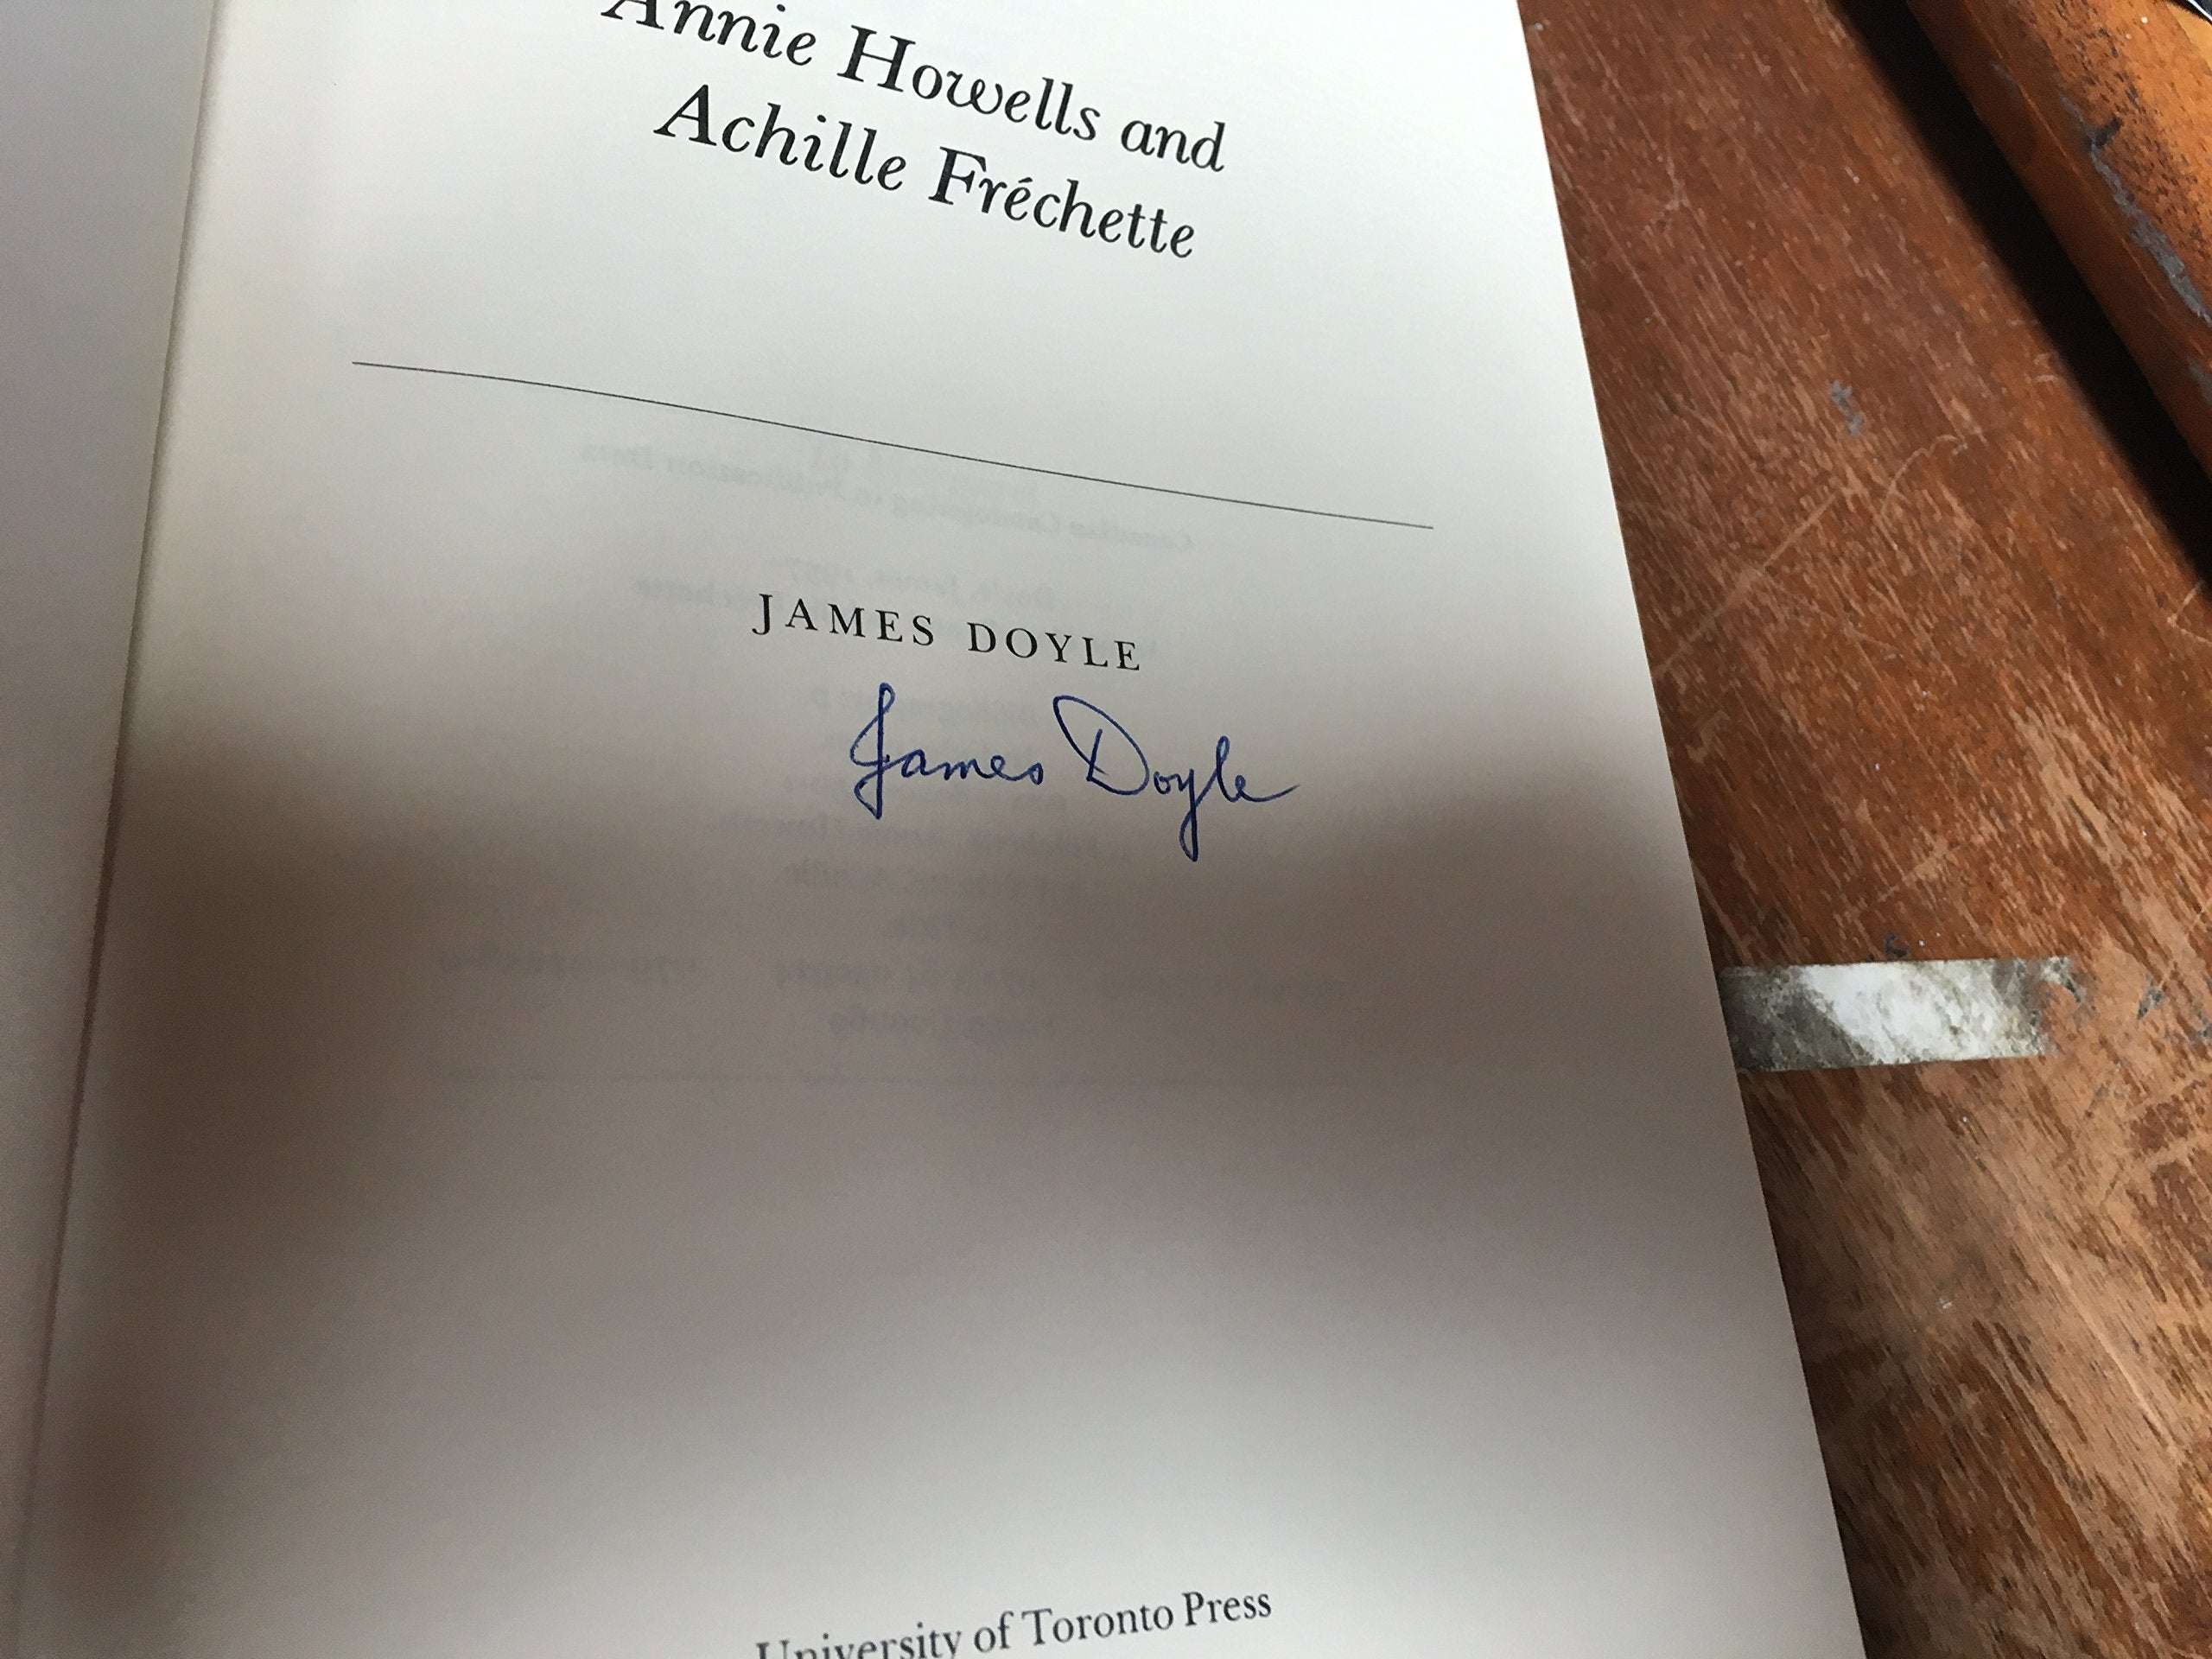 Annie Howells and
Achille Fréchette
JAMES DOYLE
James Doyle
University of Toronto Press